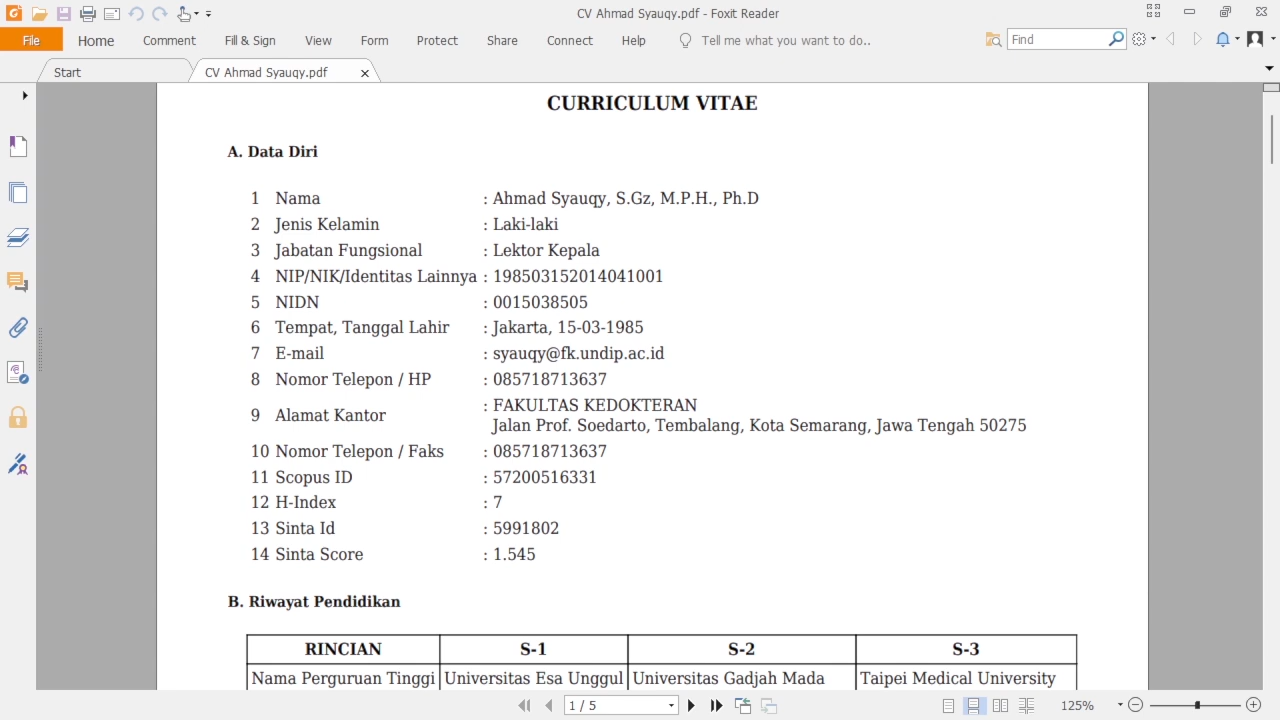 CV Ahmad Syauqy.pdf - Foxit Reader
File Home Comment Fill & Sign View Form Protect Share Connect Help Tell me what you want to do.. Find
Start CV Ahmad Syauqy.pdf
CURRICULUM VITAE
A. Data Diri
1 Nama : Ahmad Syauqy, S.Gz, M.P.H., Ph.D
2 Jenis Kelamin : Laki-laki
3 Jabatan Fungsional : Lektor Kepala
4 NIP/NIK/Identitas Lainnya : 198503152014041001
5 NIDN : 0015038505
6 Tempat, Tanggal Lahir : Jakarta, 15-03-1985
7 E-mail : syauqy@fk.undip.ac.id
8 Nomor Telepon / HP : 085718713637
9 Alamat Kantor : FAKULTAS KEDOKTERAN
Jalan Prof. Soedarto, Tembalang, Kota Semarang, Jawa Tengah 50275
10 Nomor Telepon / Faks : 085718713637
11 Scopus ID : 57200516331
12 H-Index : 7
13 Sinta Id : 5991802
14 Sinta Score : 1.545
B. Riwayat Pendidikan
RINCIAN S-1 S-2 S-3
Nama Perguruan Tinggi Universitas Esa Unggul Universitas Gadjah Mada Taipei Medical University
1 / 5 125%